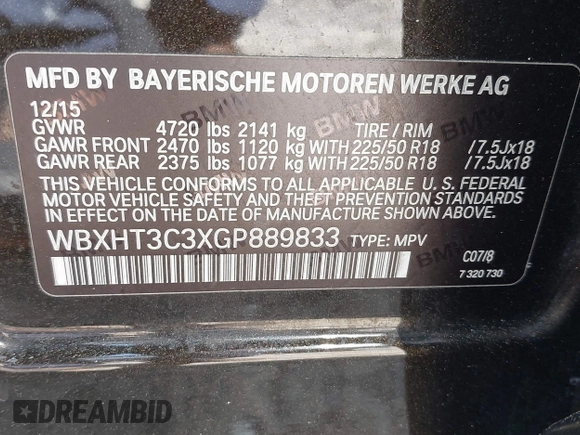 MFD BY BAYERISCHE MOTOREN WERKE AG
12/15
GVWR 4720 lbs 2141 kg TIRE / RIM
GAWR FRONT 2470 lbs 1120 kg WITH 225/50 R18 /7.5Jx18
GAWR REAR 2375 lbs 1077 kg WITH 225/50 R18 /7.5Jx18
THIS VEHICLE CONFORMS TO ALL APPLICABLE U. S. FEDERAL
MOTOR VEHICLE SAFETY, BUMPER, AND THEFT PREVENTION
STANDARDS IN EFFECT ON THE DATE OF MANUFACTURE
WBXHT3C3XGP889833 TYPE: MPV
C07/8
7 320 730
DREAMBID